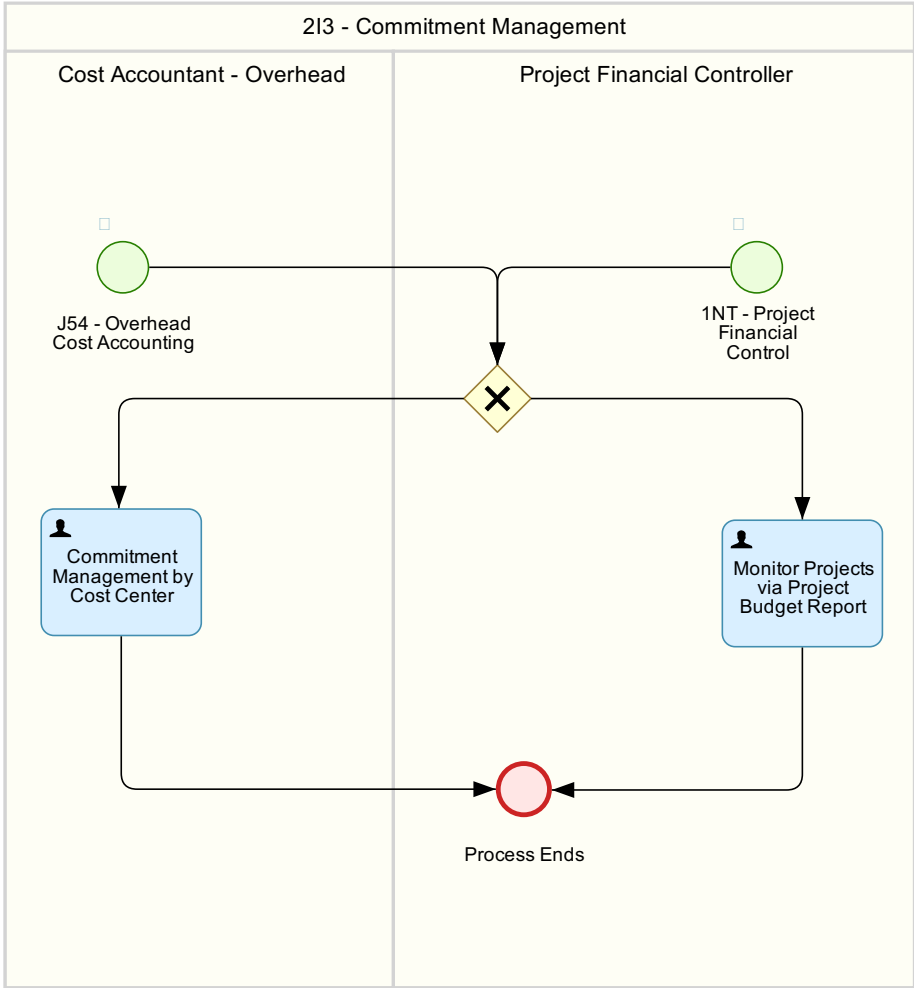 2I3 - Commitment Management
Cost Accountant - Overhead
Project Financial Controller
J54 - Overhead
Cost Accounting
1NT - Project
Financial
Control
Commitment
Management by
Cost Center
Monitor Projects
via Project
Budget Report
Process Ends